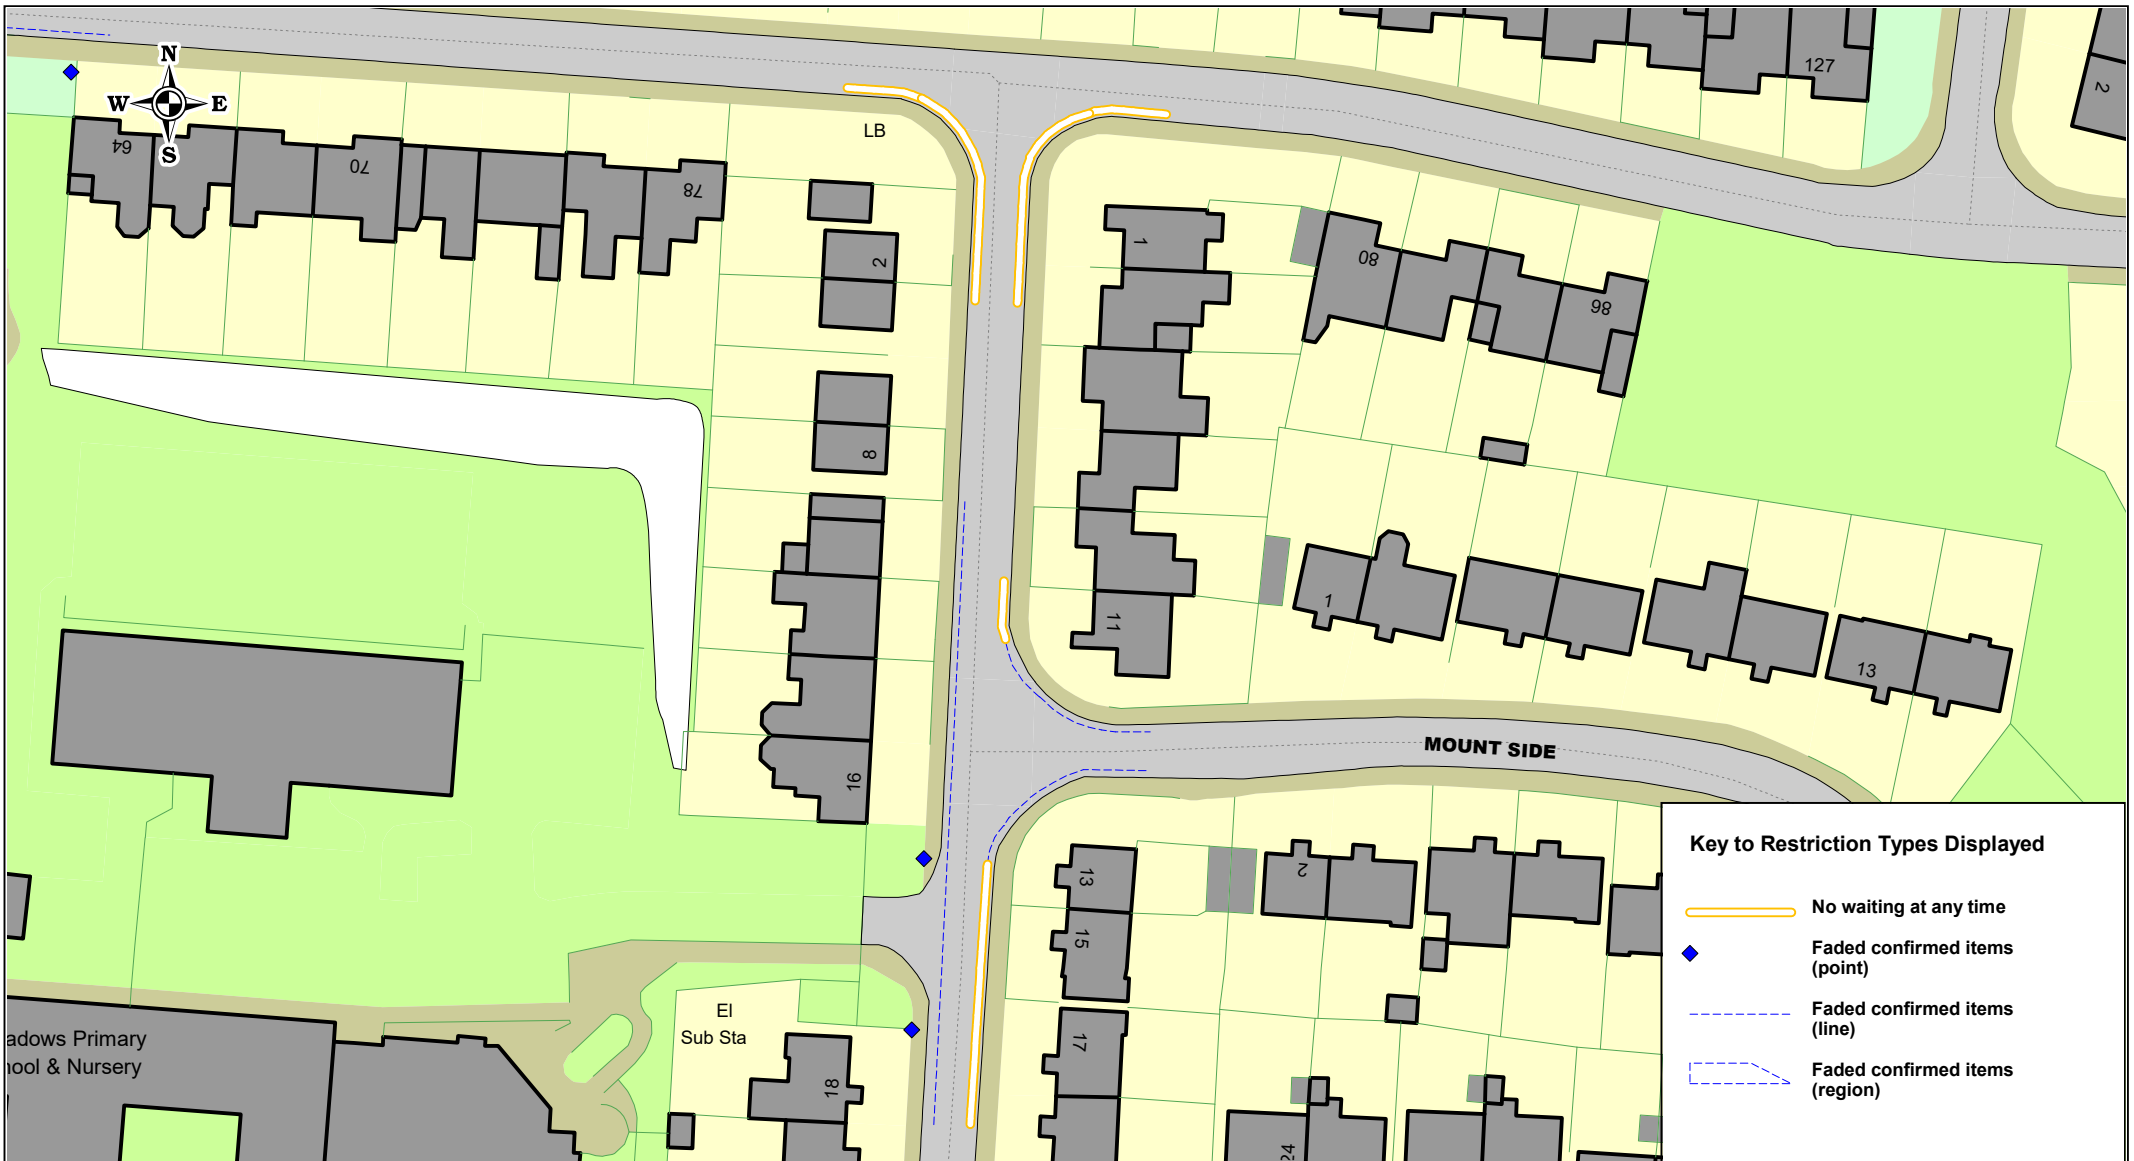 N
W E
S
127
2
LB
64
70
78
2
1
80
86
8
1
11
13
16
MOUNT SIDE
Key to Restriction Types Displayed
No waiting at any time
Faded confirmed items
(point)
Faded confirmed items
(line)
Faded confirmed items
(region)
13
2
15
El
Sub Sta
17
18
24
adows Primary
hool & Nursery